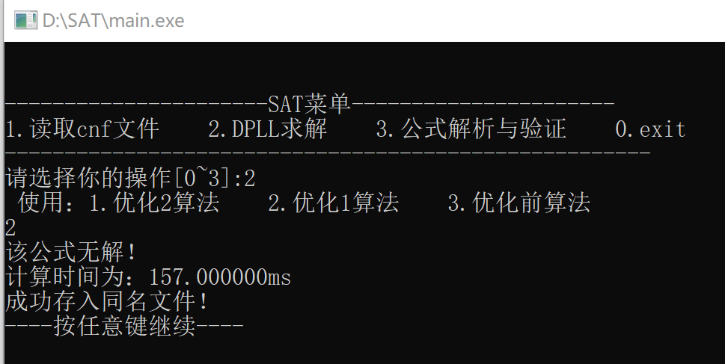 D:\SAT\main.exe
----------------------SAT菜单----------------------
1.读取cnf文件    2.DPLL求解    3.公式解析与验证    0.exit
------------------------------------------------------
请选择你的操作[0~3]:2
使用：1.优化2算法    2.优化1算法    3.优化前算法
2
该公式无解！
计算时间为：157.000000ms
成功存入同名文件！
----按任意键继续----